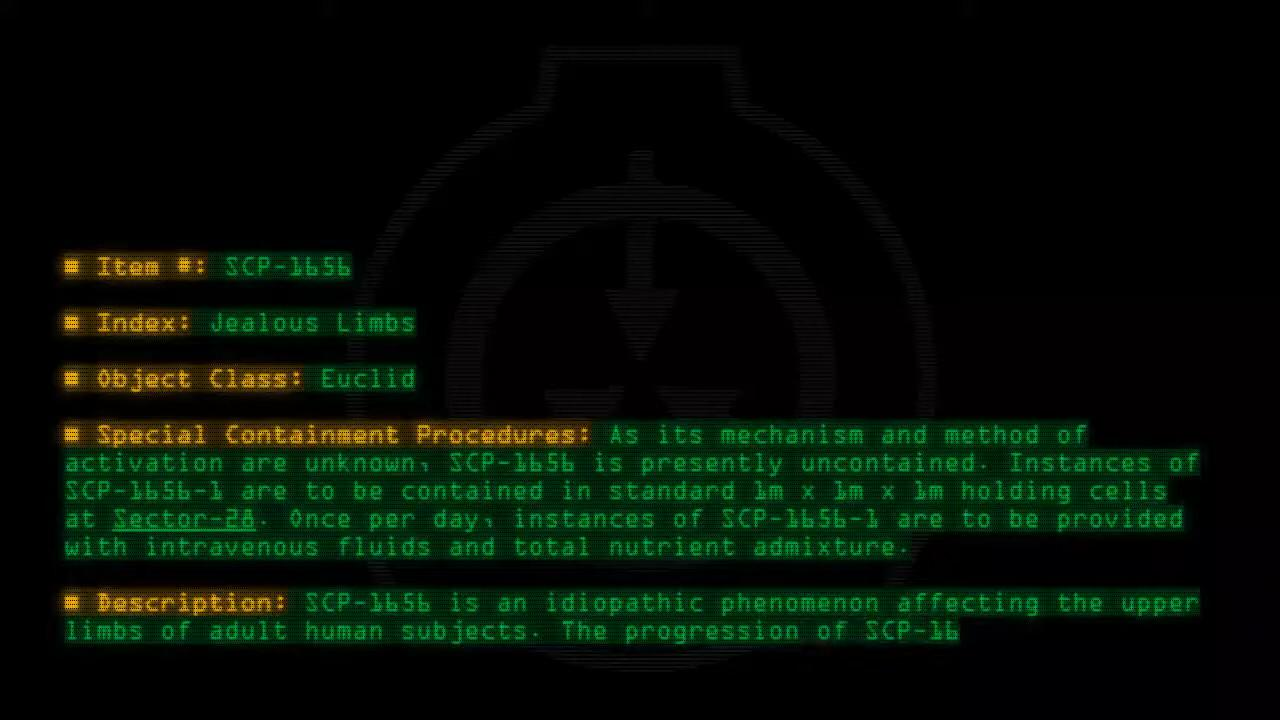 ■ Item #: SCP-1656
■ Index: Jealous Limbs
■ Object Class: Euclid
■ Special Containment Procedures: As its mechanism and method of
activation are unknown, SCP-1656 is presently uncontained. Instances of
SCP-1656-1 are to be contained in standard 1m x 1m x 1m holding cells
at Sector-28. Once per day, instances of SCP-1656-1 are to be provided
with intravenous fluids and total nutrient admixture.
■ Description: SCP-1656 is an idiopathic phenomenon affecting the upper
limbs of adult human subjects. The progression of SCP-16